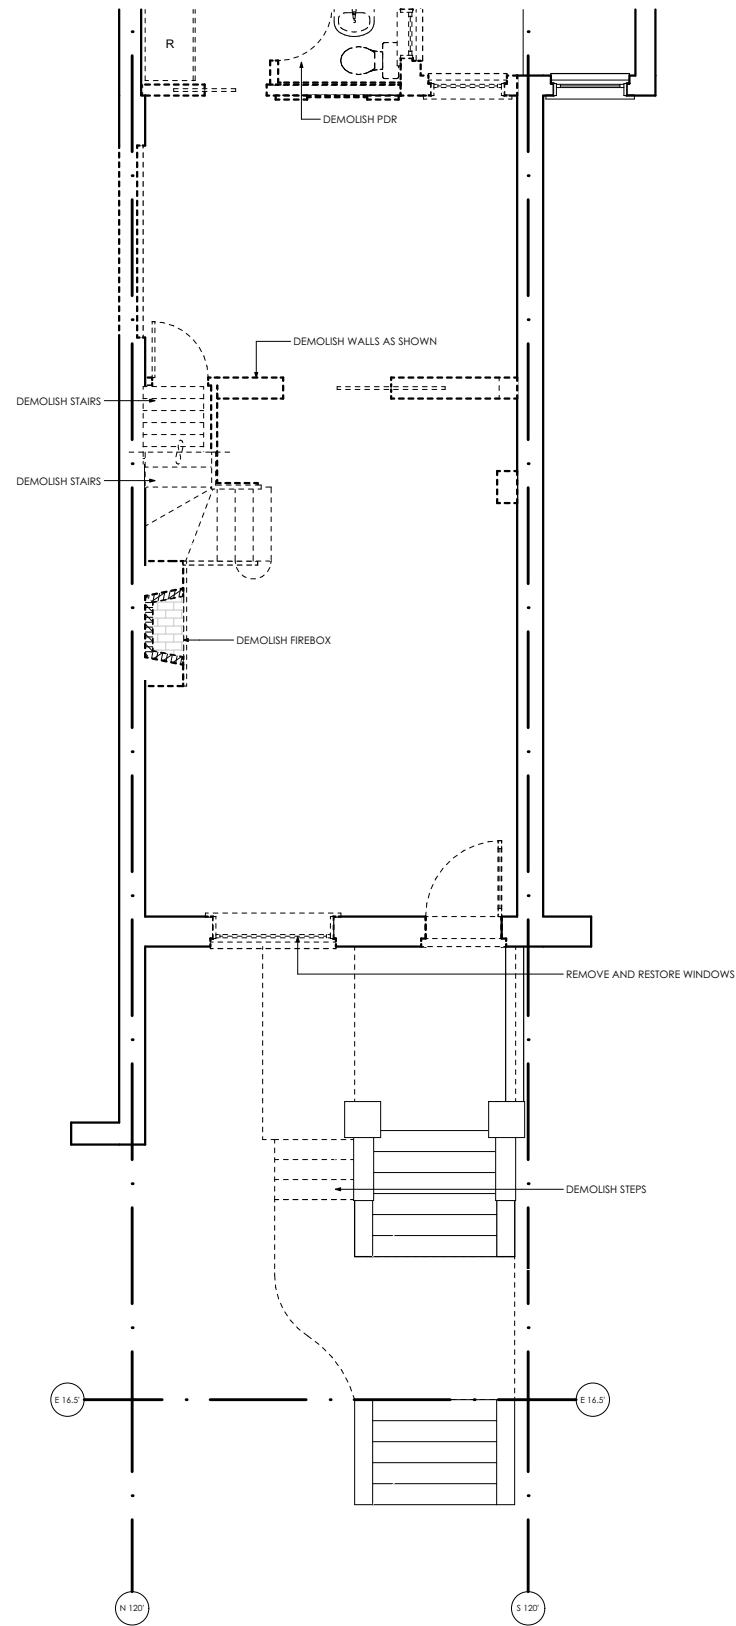 R
DEMOLISH PDR
DEMOLISH WALLS AS SHOWN
DEMOLISH STAIRS
DEMOLISH STAIRS
DEMOLISH FIREBOX
REMOVE AND RESTORE WINDOWS
DEMOLISH STEPS
E 16.5'
E 16.5'
N 120'
S 120'